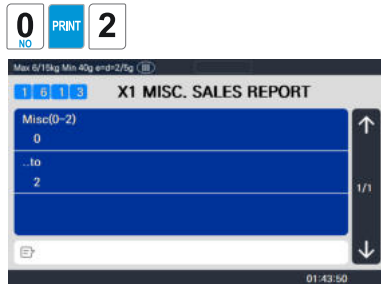 0 PRINT 2
NO
Max 6/15kg Min 40g e=d=2/5g (III)
1 6 1 3 X1 MISC. SALES REPORT
Misc(0-2)
0
..to
2
1/1
01:43:50